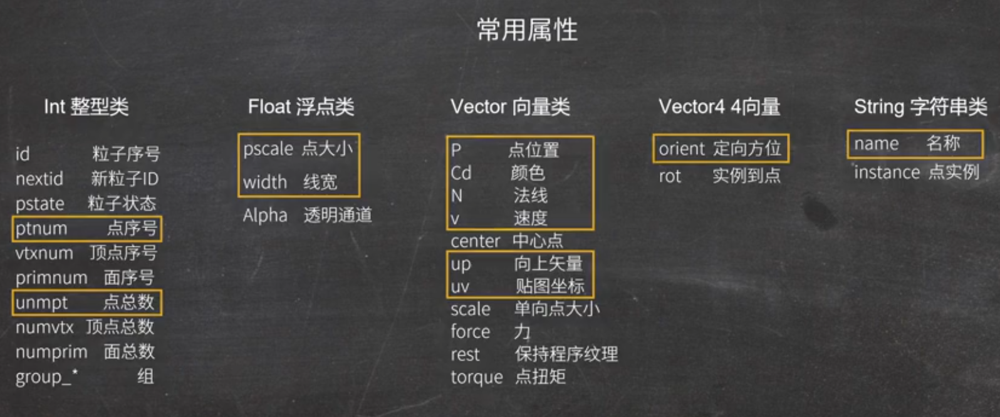 常用属性
Int 整型类
id 粒子序号
nextid 新粒子ID
pstate 粒子状态
ptnum 点序号
vtxnum 顶点序号
primnum 面序号
unmpt 点总数
numvtx 顶点总数
numprim 面总数
group_* 组
Float 浮点类
pscale 点大小
width 线宽
Alpha 透明通道
Vector 向量类
P 点位置
Cd 颜色
N 法线
v 速度
center 中心点
up 向上矢量
uv 贴图坐标
scale 单向点大小
force 力
rest 保持程序纹理
torque 点扭矩
Vector4 4向量
orient 定向方位
rot 实例到点
String 字符串类
name 名称
instance 点实例